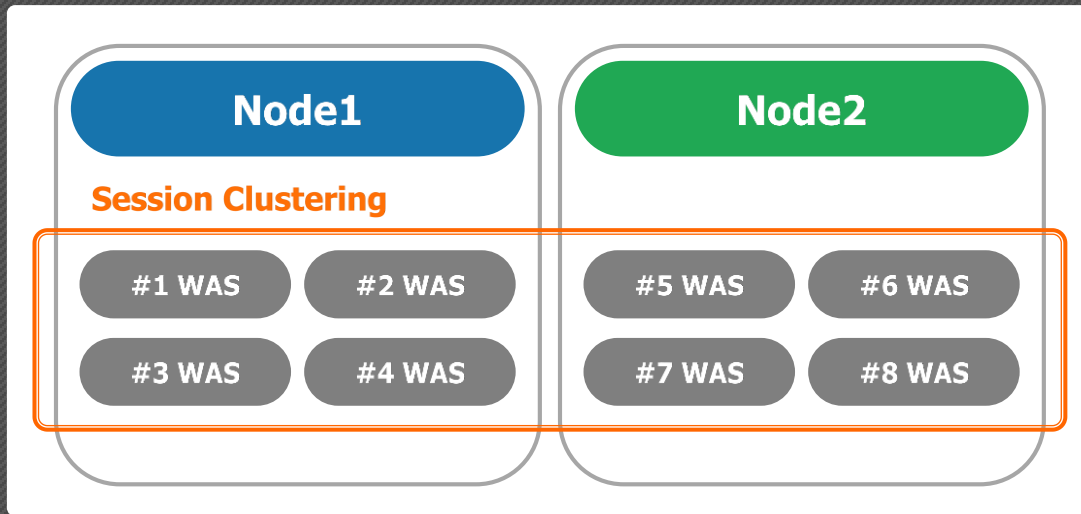 Node1
Node2
Session Clustering
#1 WAS
#2 WAS
#5 WAS
#6 WAS
#3 WAS
#4 WAS
#7 WAS
#8 WAS